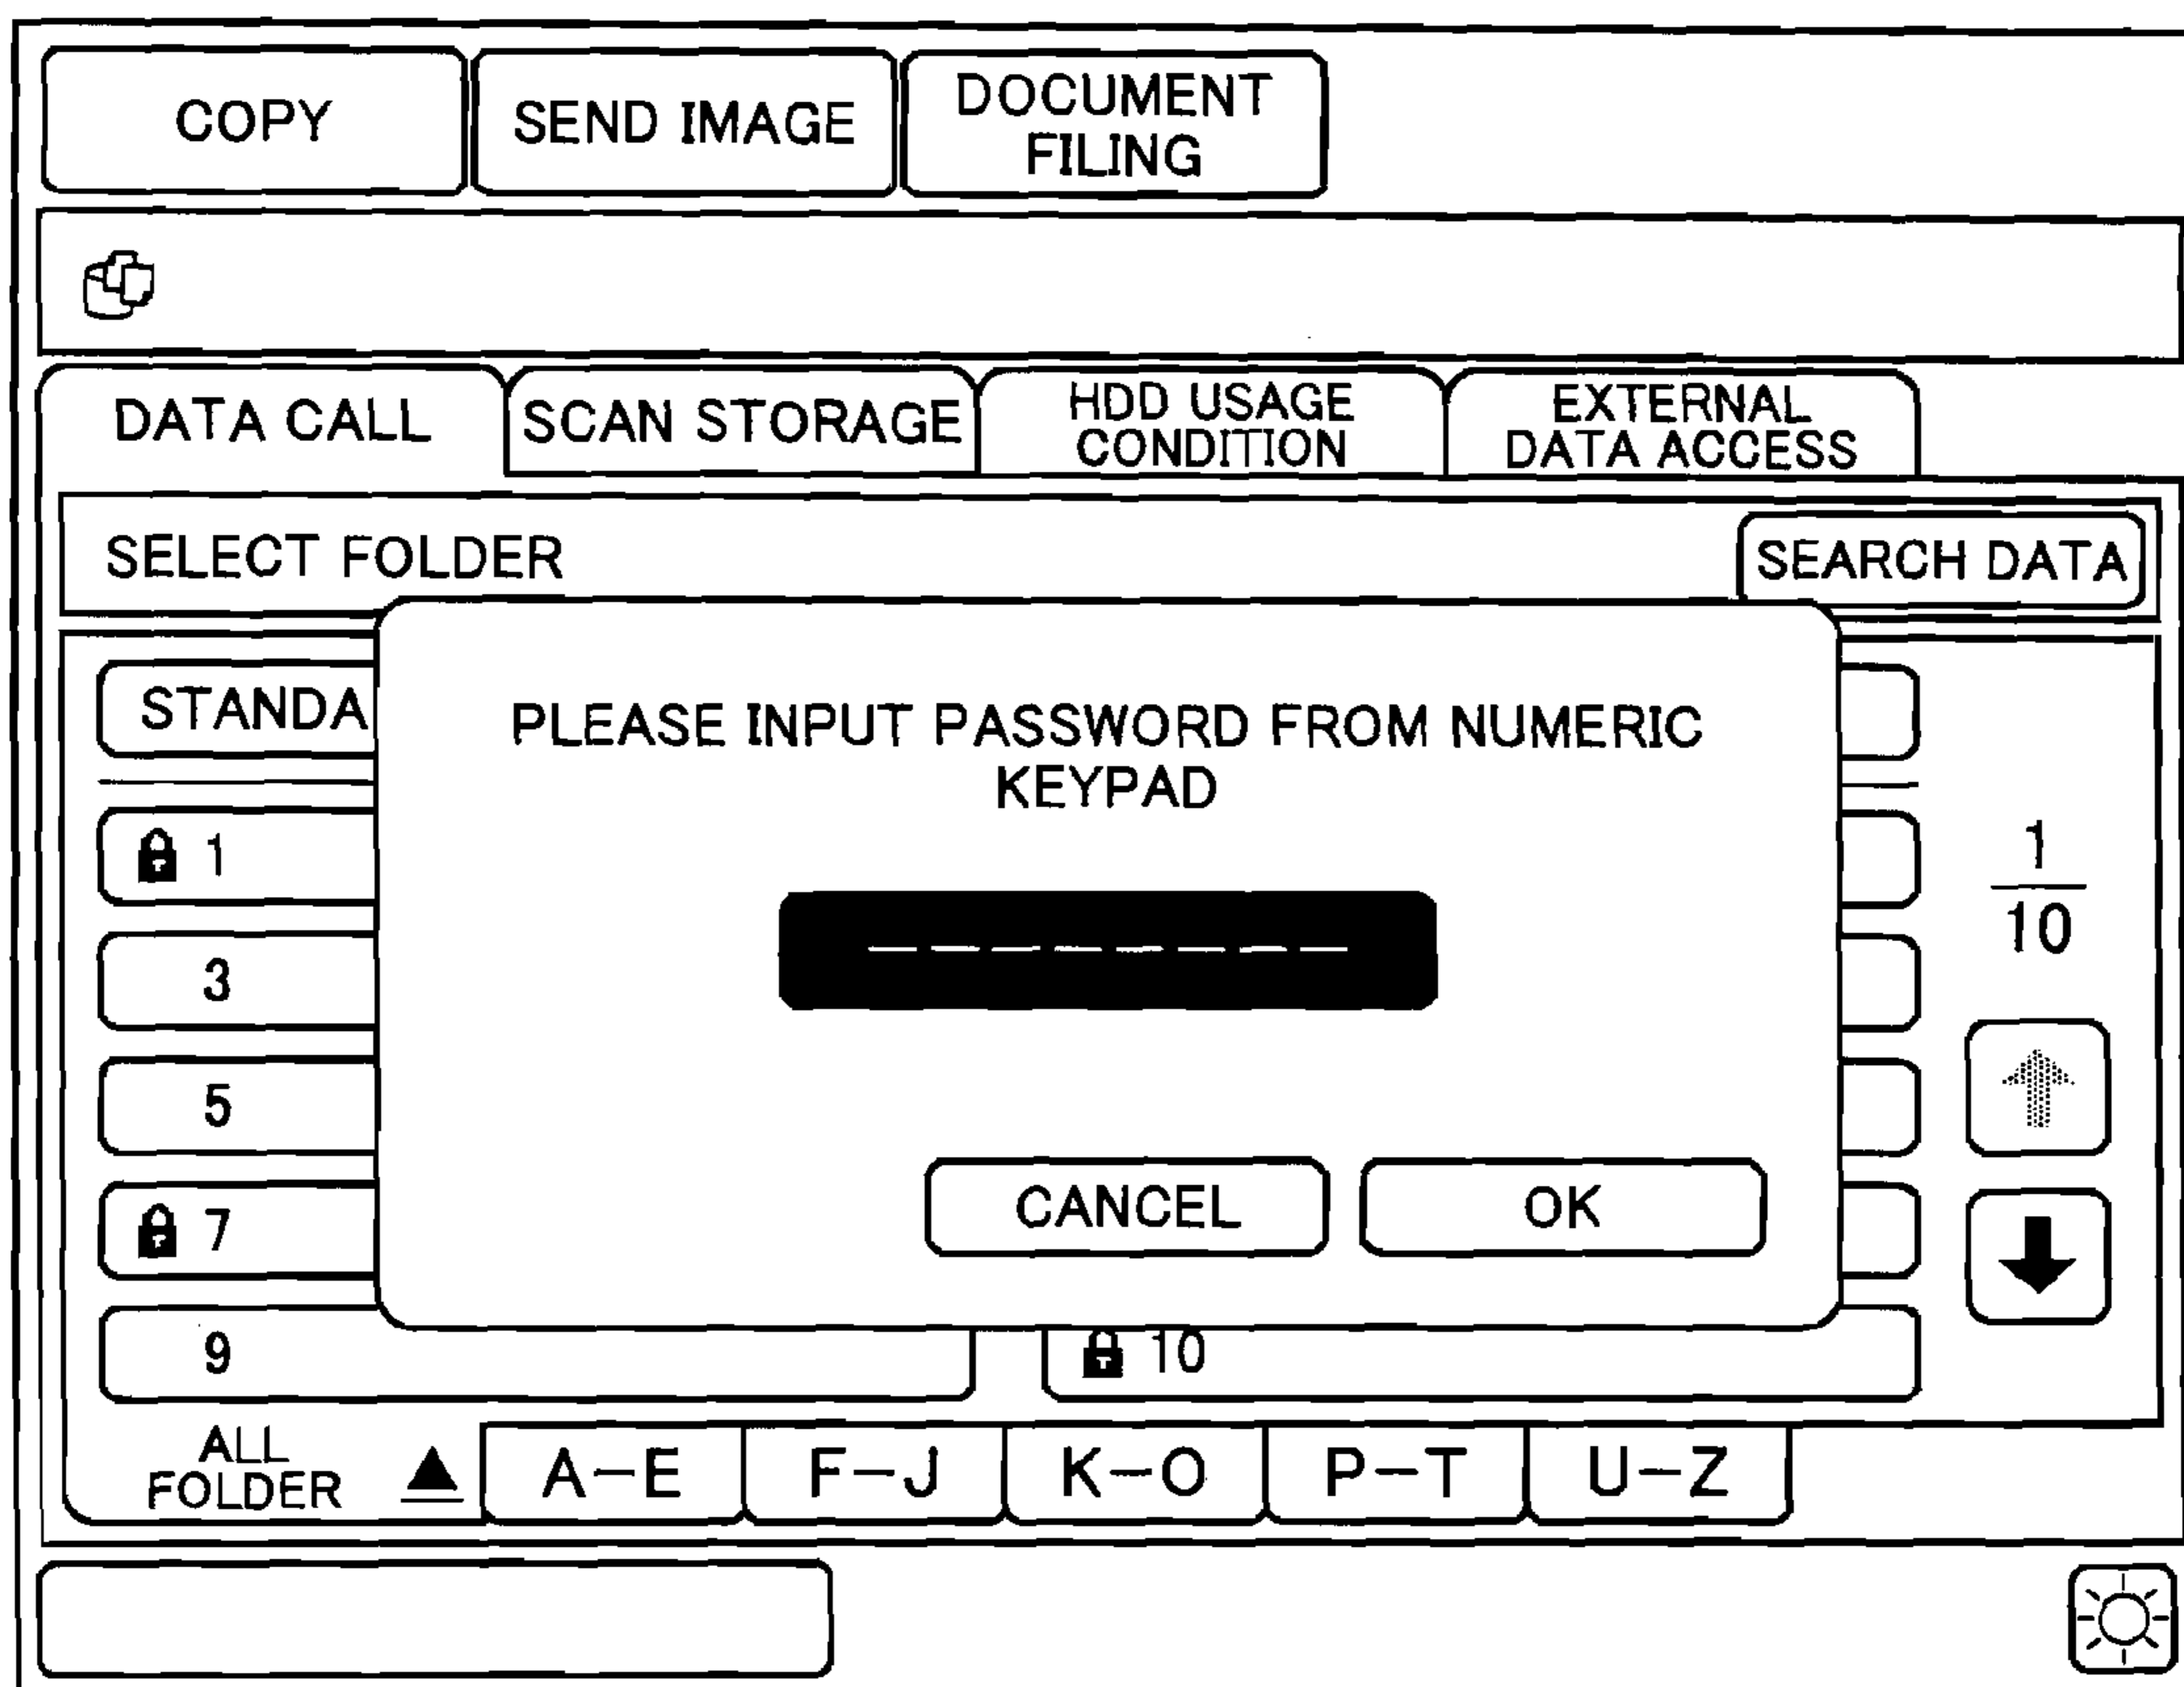 COPY
SEND IMAGE
DOCUMENT
FILING
DATA CALL
SCAN STORAGE
HDD USAGE
CONDITION
EXTERNAL
DATA ACCESS
SELECT FOLDER
SEARCH DATA
STANDA
PLEASE INPUT PASSWORD FROM NUMERIC
KEYPAD
1
3
5
7
9
10
1
10
CANCEL
OK
ALL
FOLDER
A-E
F-J
K-O
P-T
U-Z